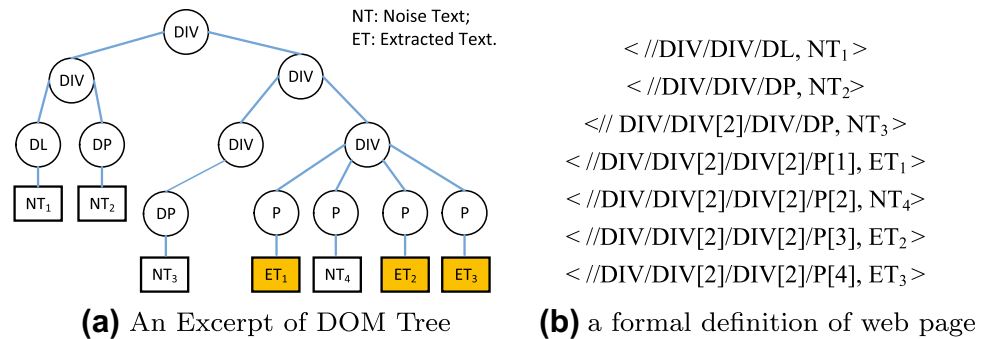 NT: Noise Text;
ET: Extracted Text.
DIV
DIV
DIV
DL
DP
DIV
DIV
NT1
NT2
DP
P
P
P
P
NT3
ET1
NT4
ET2
ET3
(a) An Excerpt of DOM Tree
< //DIV/DIV/DL, NT1 >
< //DIV/DIV/DP, NT2>
<// DIV/DIV[2]/DIV/DP, NT3 >
< //DIV/DIV[2]/DIV[2]/P[1], ET1 >
< //DIV/DIV[2]/DIV[2]/P[2], NT4>
< //DIV/DIV[2]/DIV[2]/P[3], ET2 >
< //DIV/DIV[2]/DIV[2]/P[4], ET3 >
(b) a formal definition of web page